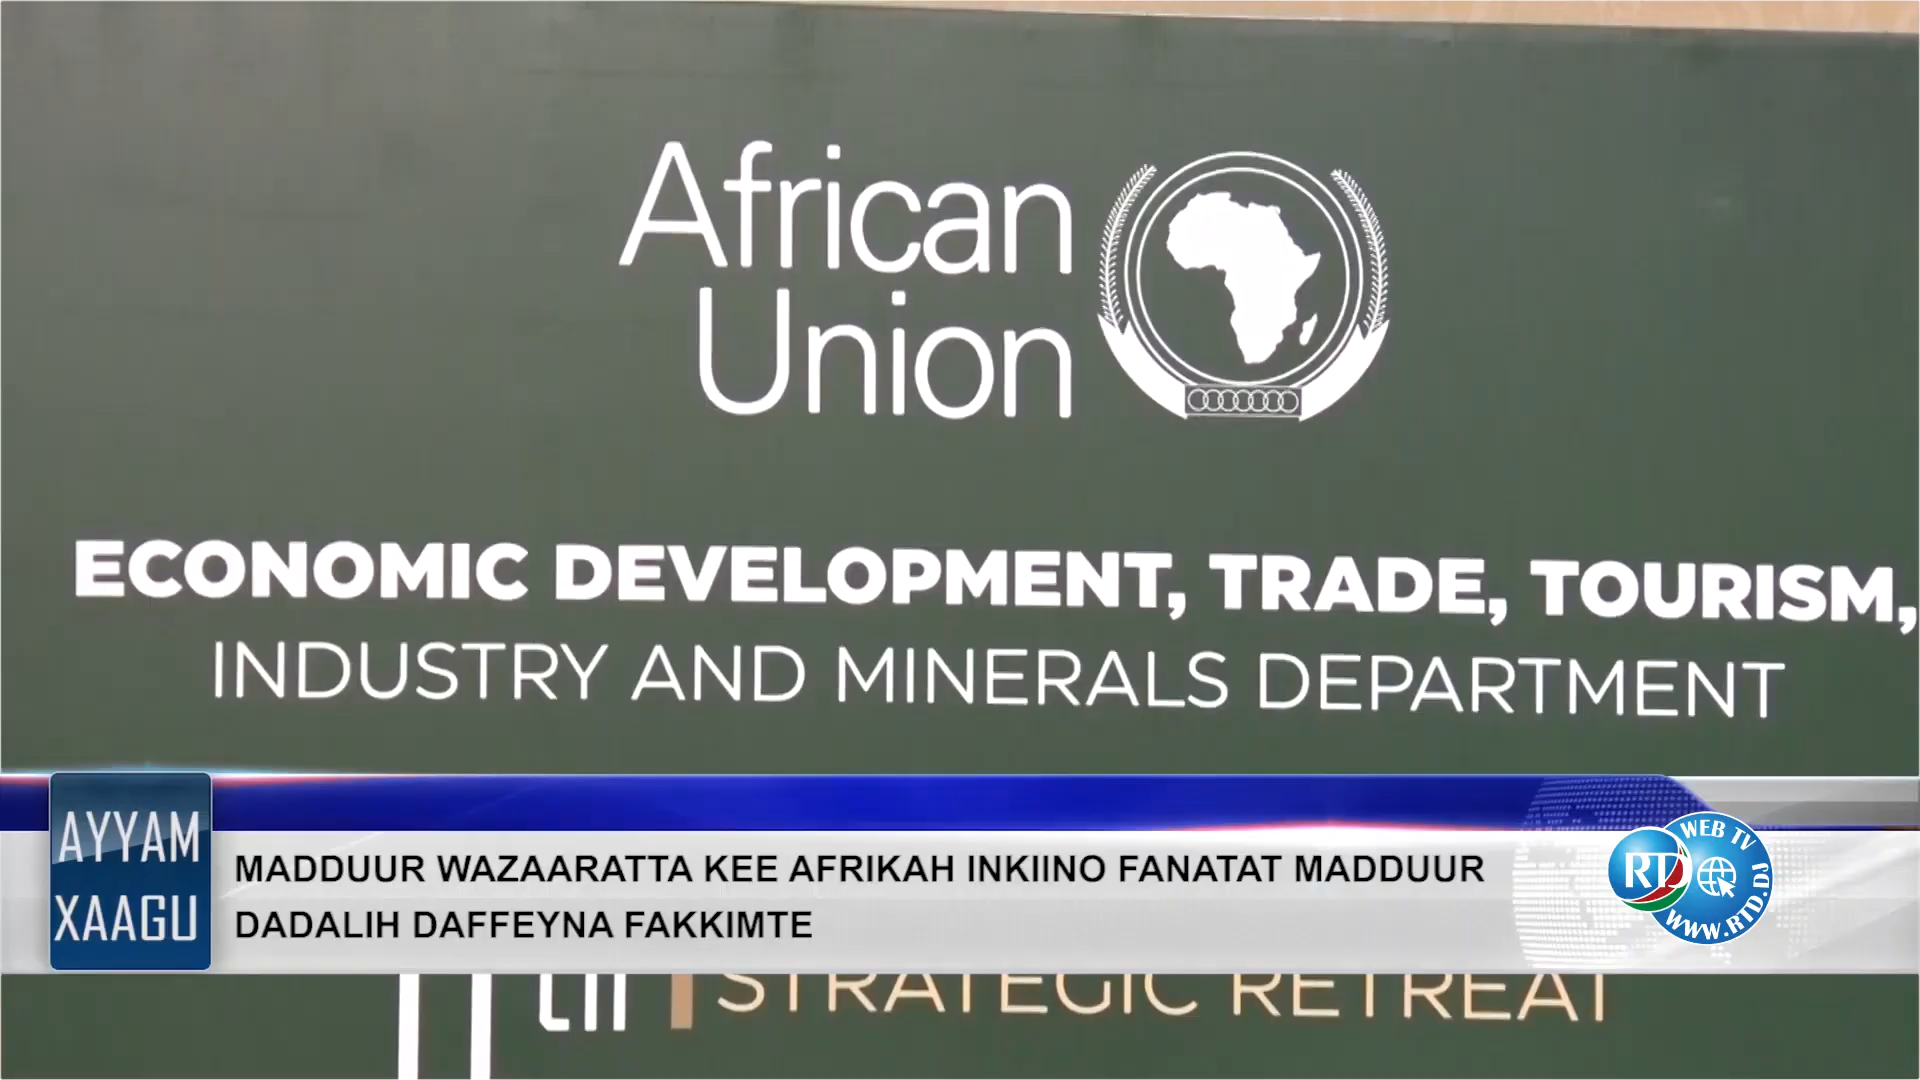 African
Union
ECONOMIC DEVELOPMENT, TRADE, TOURISM,
INDUSTRY AND MINERALS DEPARTMENT
AYYAM
XAAGU
MADDUUR WAZAARATTA KEE AFRIKAH INKIINO FANATAT MADDUUR
DADALIH DAFFEYNA FAKKIMTE
WEB TV
RTD
WWW.RTD.DJ
STRATEGIC RETREAT